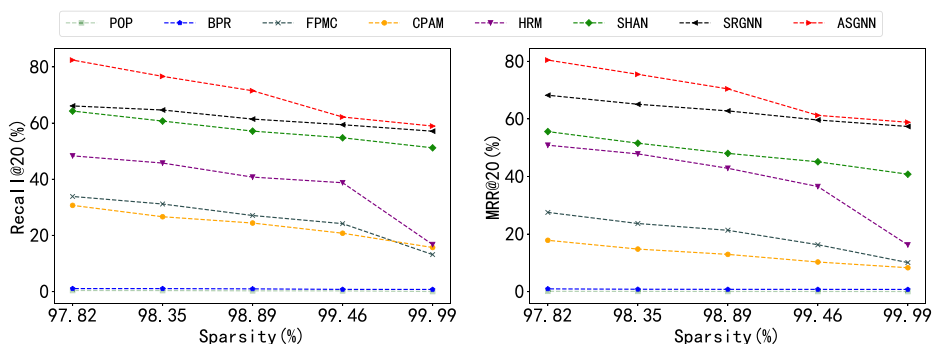 POP BPR FPMC CPAM HRM SHAN SRGNN ASGNN
Recall@20(%)
80
60
40
20
0
97.82 98.35 98.89 99.46 99.99
Sparsity(%)
MRR@20(%)
80
60
40
20
0
97.82 98.35 98.89 99.46 99.99
Sparsity(%)